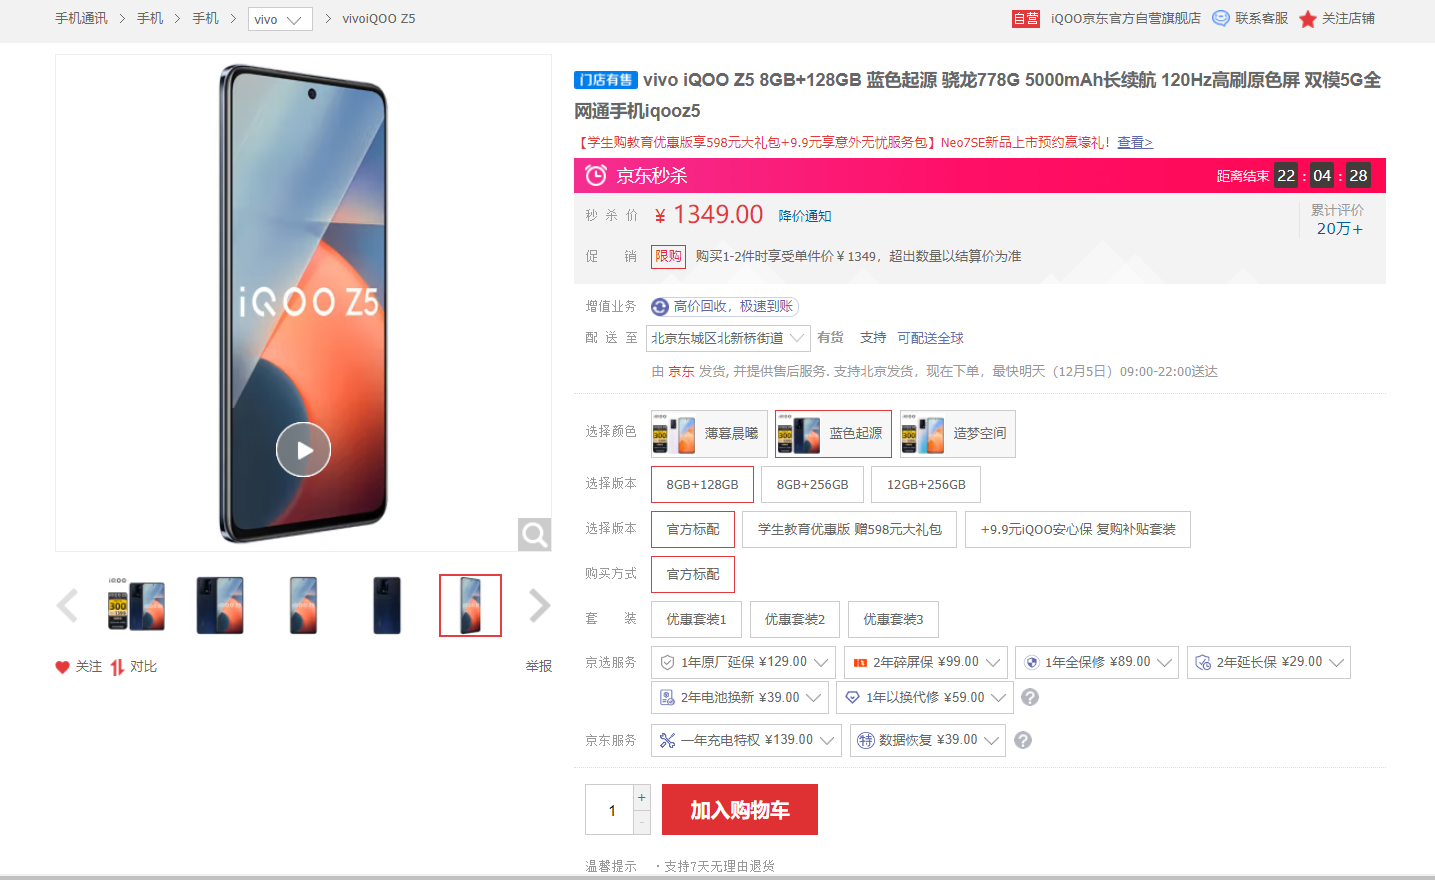 手机通讯 > 手机 > 手机 > vivo > vivoiQOO Z5
自营 iQOO京东官方自营旗舰店 联系客服 关注店铺
iQOO Z5
门店有售 vivo iQOO Z5 8GB+128GB 蓝色起源 骁龙778G 5000mAh长续航 120Hz高刷原色屏 双模5G全
网通手机iqooz5
【学生购教育优惠版享598元大礼包+9.9元享意外无忧服务包】Neo7SE新品上市预约赢壕礼！查看>
京东秒杀 距离结束 22 : 04 : 28
秒杀价 ¥ 1349.00 降价通知
累计评价
20万+
促销 限购 购买1-2件时享受单件价￥1349，超出数量以结算价为准
增值业务 高价回收，极速到账
配送至 北京东城区北新桥街道 有货 支持 可配送全球
由 京东 发货, 并提供售后服务. 支持北京发货，现在下单，最快明天（12月5日）09:00-22:00送达
选择颜色 薄暮晨曦 蓝色起源 造梦空间
选择版本 8GB+128GB 8GB+256GB 12GB+256GB
选择版本 官方标配 学生教育优惠版 赠598元大礼包 +9.9元iQOO安心保 复购补贴套装
购买方式 官方标配
套装 优惠套装1 优惠套装2 优惠套装3
京选服务 1年原厂延保 ¥129.00 2年碎屏保 ¥99.00 1年全保修 ¥89.00 2年延长保 ¥29.00
2年电池换新 ¥39.00 1年以换代修 ¥59.00 ?
京东服务 一年充电特权 ¥139.00 特 数据恢复 ¥39.00 ?
1 + - 加入购物车
温馨提示 ·支持7天无理由退货
iQOO
300
关注 对比 举报